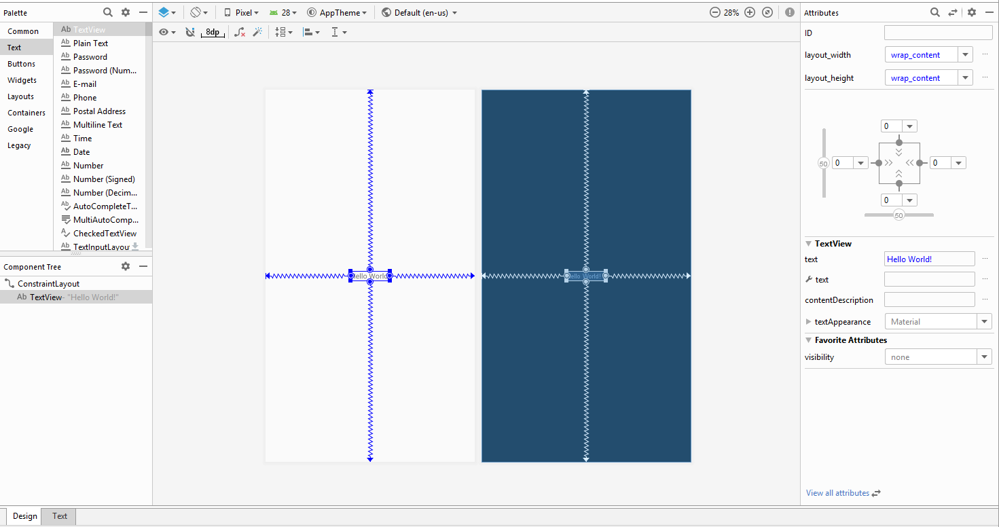 Palette
Common
Text
Buttons
Widgets
Layouts
Containers
Google
Legacy
Ab TextView
Ab Plain Text
Ab Password
Ab Password (Num...
Ab E-mail
Ab Phone
Ab Postal Address
Ab Multiline Text
Ab Time
Ab Date
Ab Number
Ab Number (Signed)
Ab Number (Decim...
Ab AutoCompleteT...
MultiAutoComp...
A CheckedTextView
Ab TextInputLayou
Component Tree
ConstraintLayout
Ab TextView- "Hello World!"
Pixel 28 AppTheme Default (en-us) 28%
8dp
Hello World!
Hello World!
Attributes
ID
layout_width wrap_content ...
layout_height wrap_content ...
0
50 0 0
0
50
TextView
text Hello World! ...
text ...
contentDescription ...
textAppearance Material
Favorite Attributes
visibility none
View all attributes
Design Text